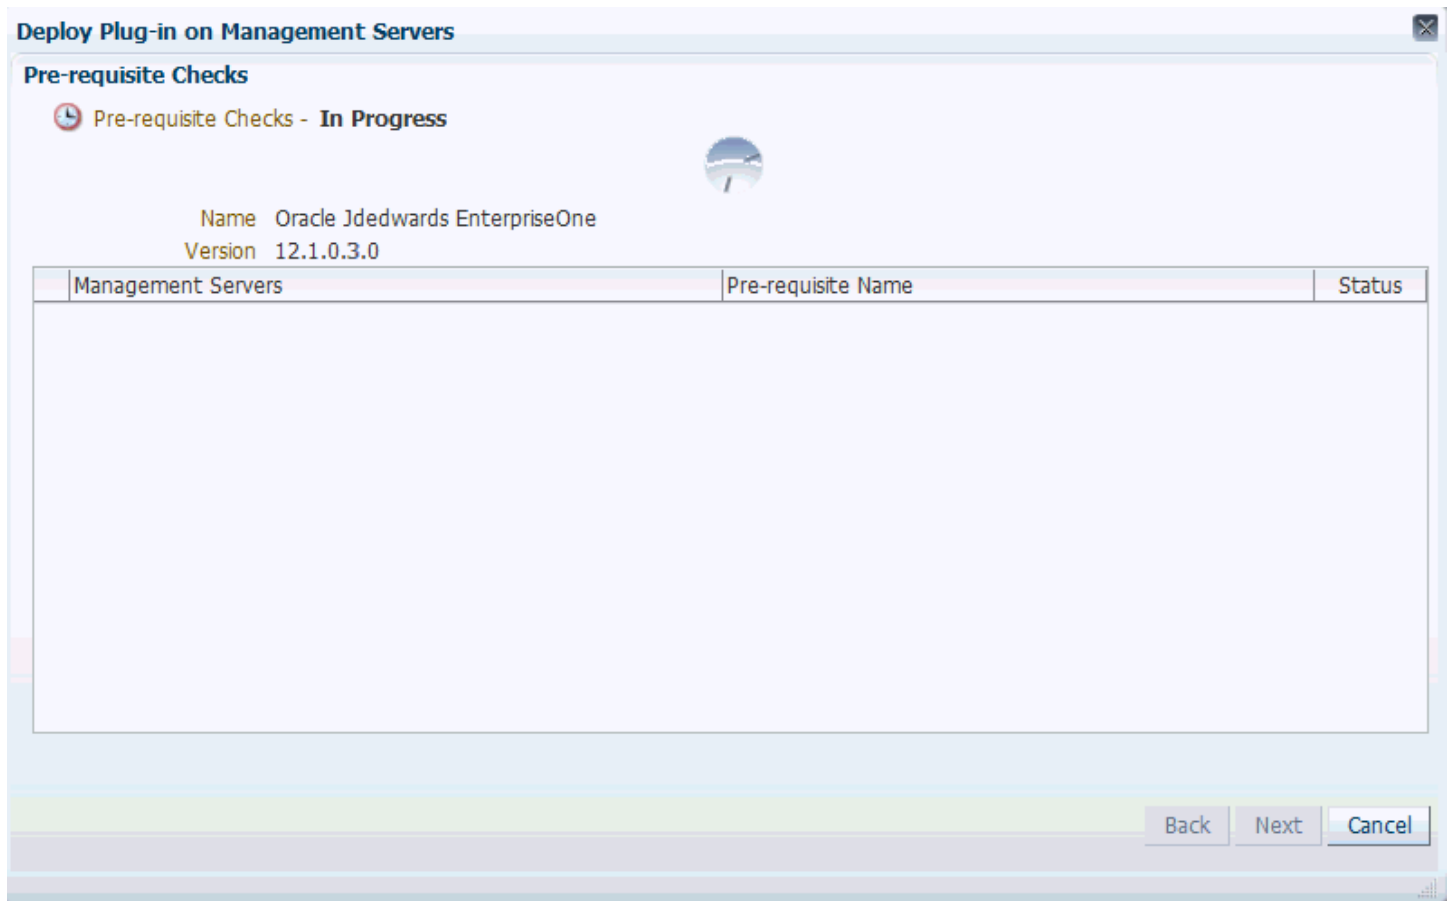 Deploy Plug-in on Management Servers
Pre-requisite Checks
Pre-requisite Checks - In Progress
Name Oracle Jdedwards EnterpriseOne
Version 12.1.0.3.0
Management Servers Pre-requisite Name Status
Back Next Cancel